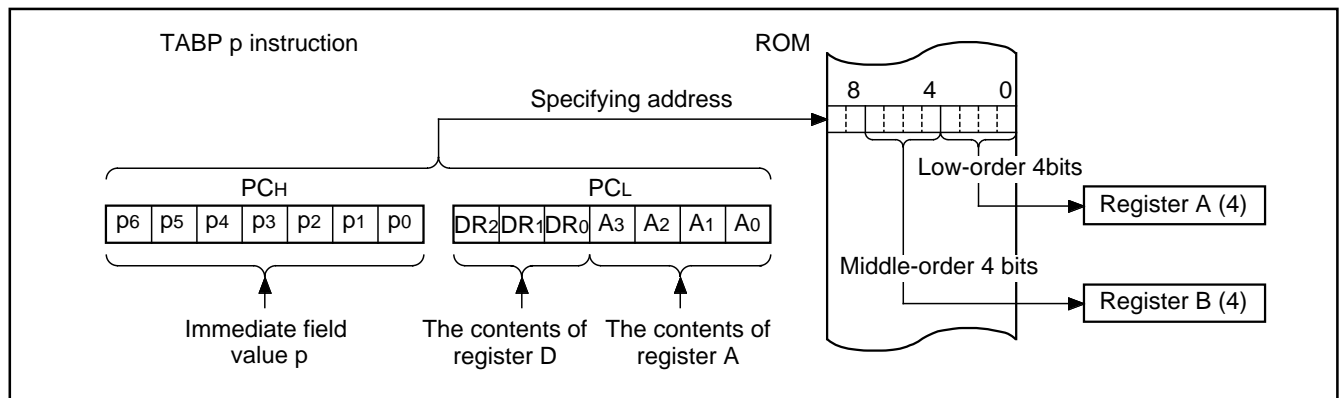 TABP p instruction
ROM
8 4 0
Specifying address
Low-order 4bits
PCH PCL
p6 p5 p4 p3 p2 p1 p0 DR2 DR1 DR0 A3 A2 A1 A0
Register A (4)
Middle-order 4 bits
Register B (4)
Immediate field
value p
The contents of
register D
The contents of
register A